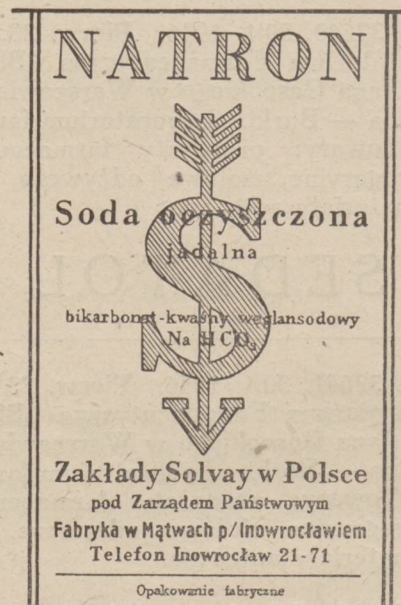 NATRON
Soda oczyszczona
jadalna
bikarbonat-kwaśny węglansodowy
Na HCO₃
Zakłady Solvay w Polsce
pod Zarządem Państwowym
Fabryka w Mątwach p/Inowrocławiem
Telefon Inowrocław 21-71
Opakowanie fabryczne